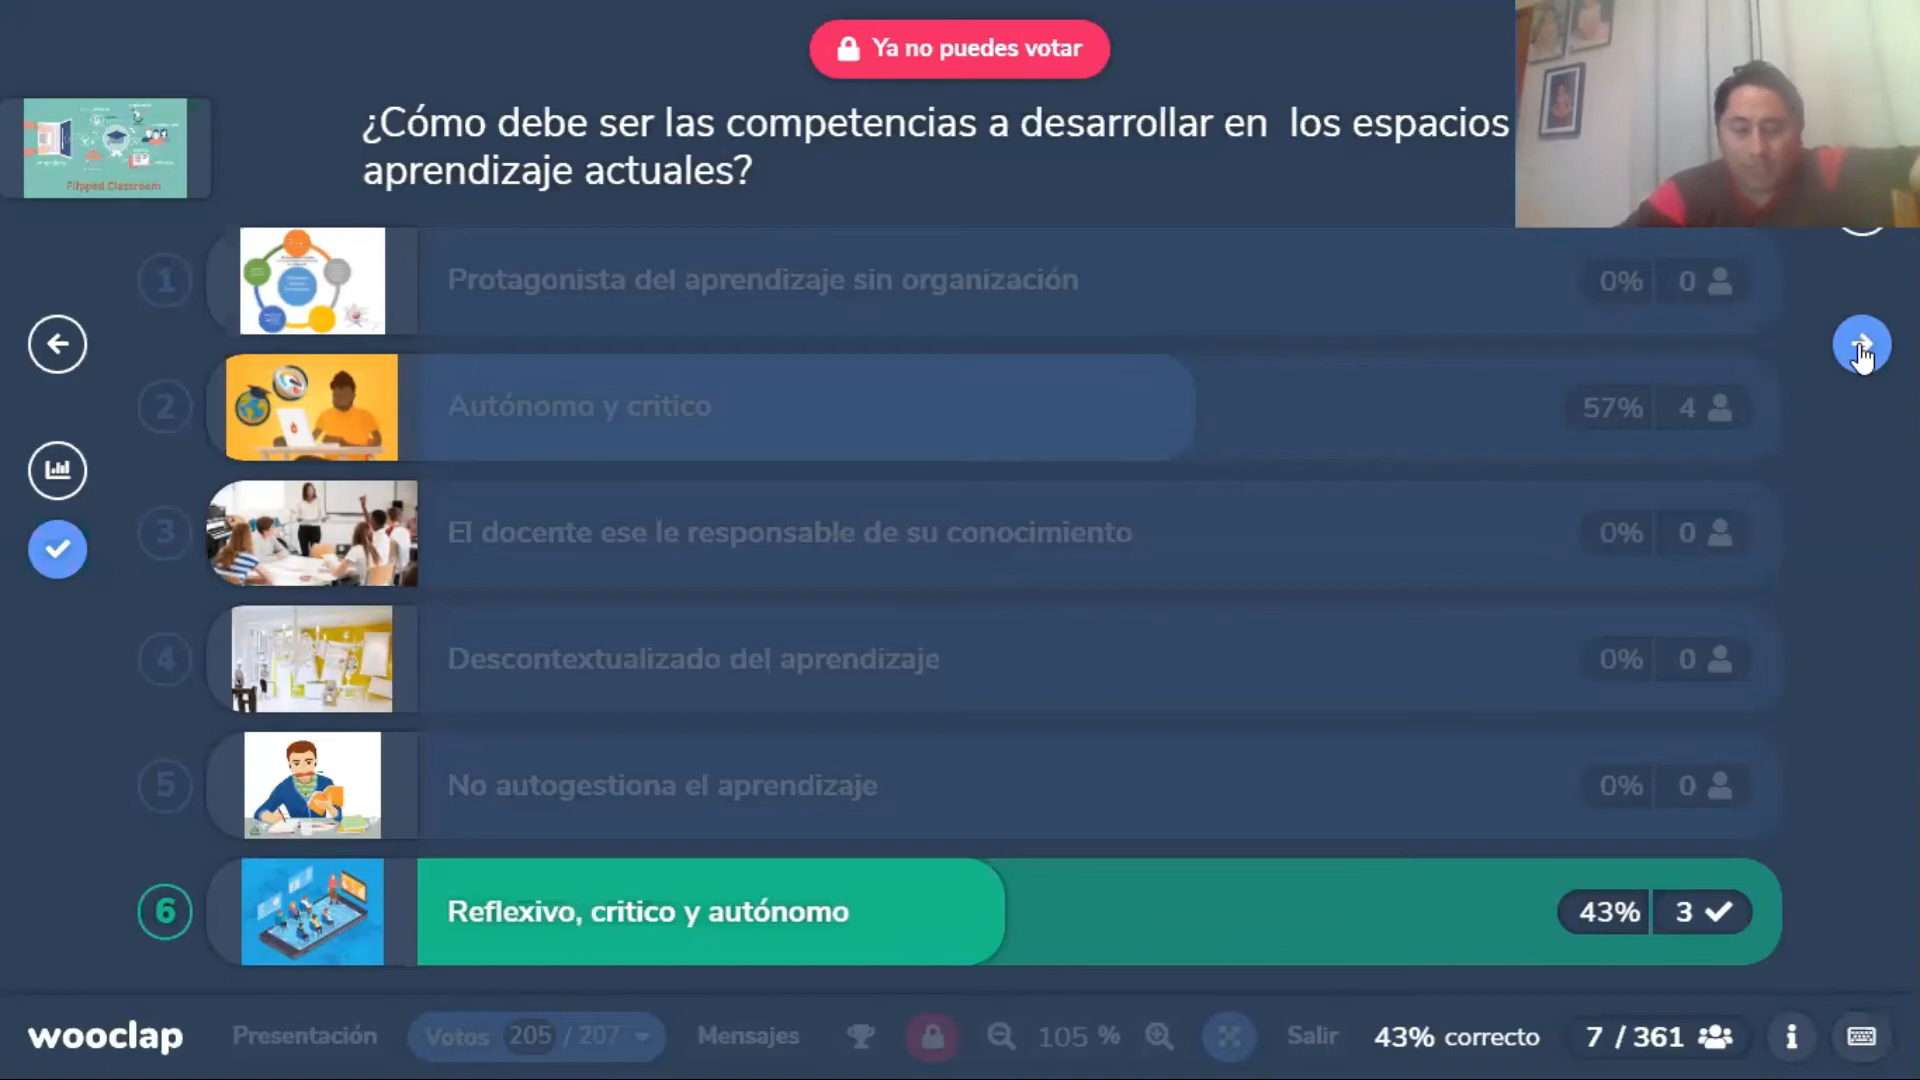 Ya no puedes votar
¿Cómo debe ser las competencias a desarrollar en los espacios
aprendizaje actuales?
Flipped Classroom
1 Protagonista del aprendizaje sin organización 0% 0
2 Autónomo y critico 57% 4
3 El docente ese le responsable de su conocimiento 0% 0
4 Descontextualizado del aprendizaje 0% 0
5 No autogestiona el aprendizaje 0% 0
6 Reflexivo, critico y autónomo 43% 3
wooclap Presentación Votos 205 / 207 Mensajes 105 % Salir 43% correcto 7 / 361